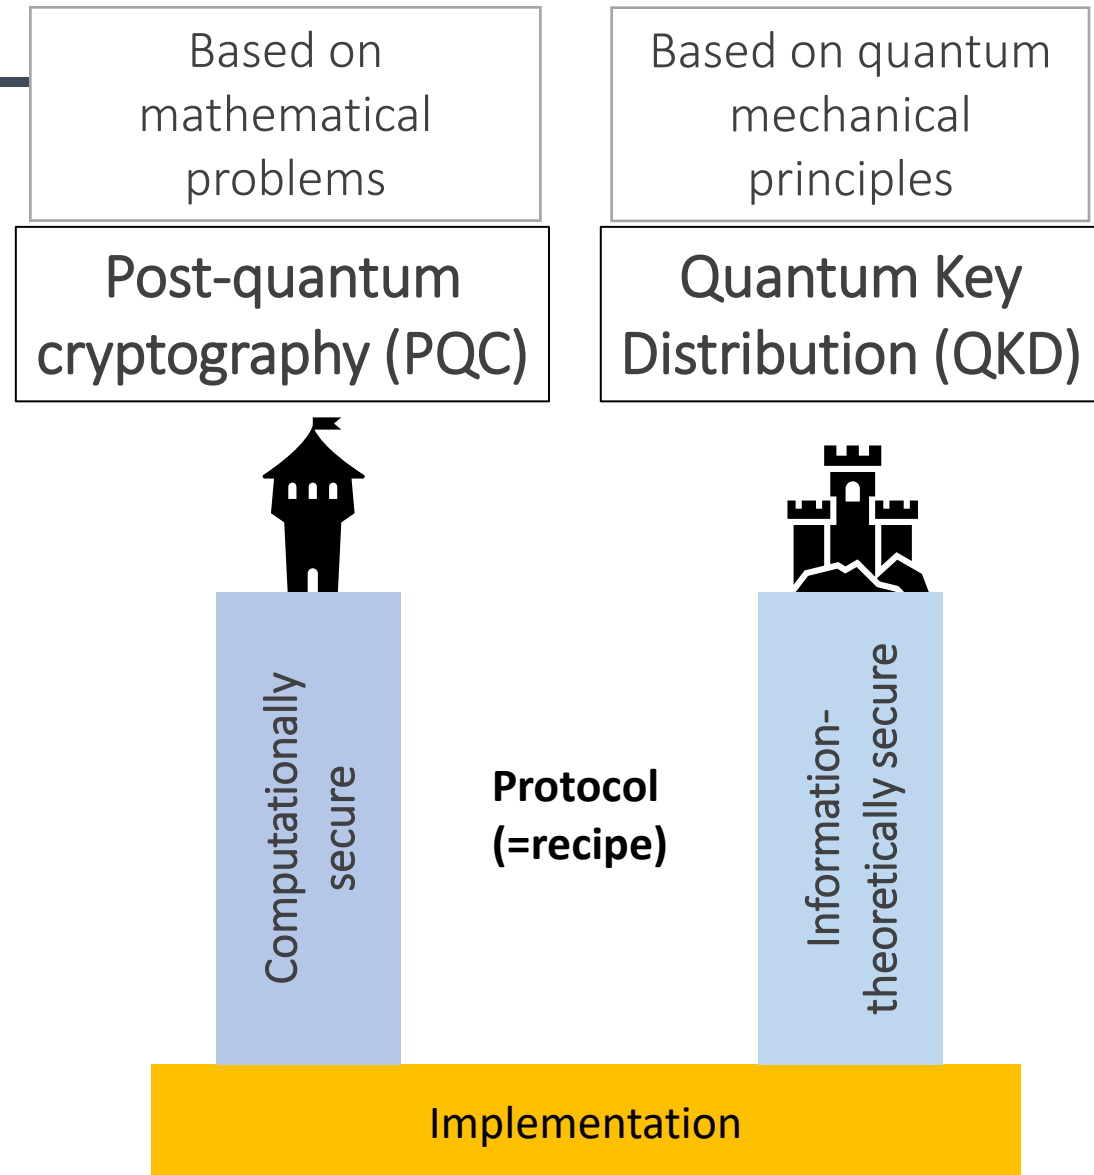 Based on
mathematical
problems
Based on quantum
mechanical
principles
Post-quantum
cryptography (PQC)
Quantum Key
Distribution (QKD)
Computationally
secure
Protocol
(=recipe)
Information-
theoretically secure
Implementation